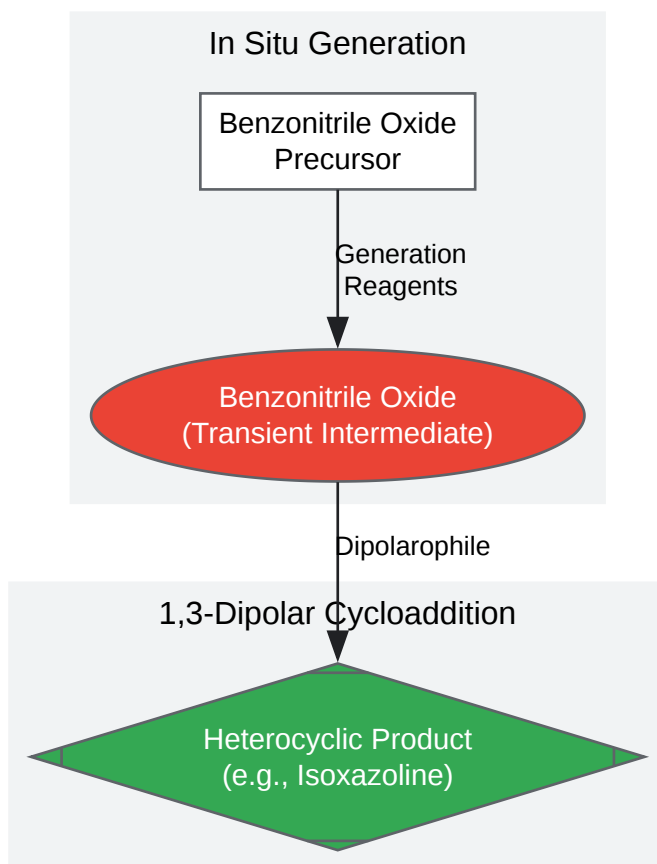 In Situ Generation
Benzonitrile Oxide
Precursor
Generation
Reagents
Benzonitrile Oxide
(Transient Intermediate)
Dipolarophile
1,3-Dipolar Cycloaddition
Heterocyclic Product
(e.g., Isoxazoline)